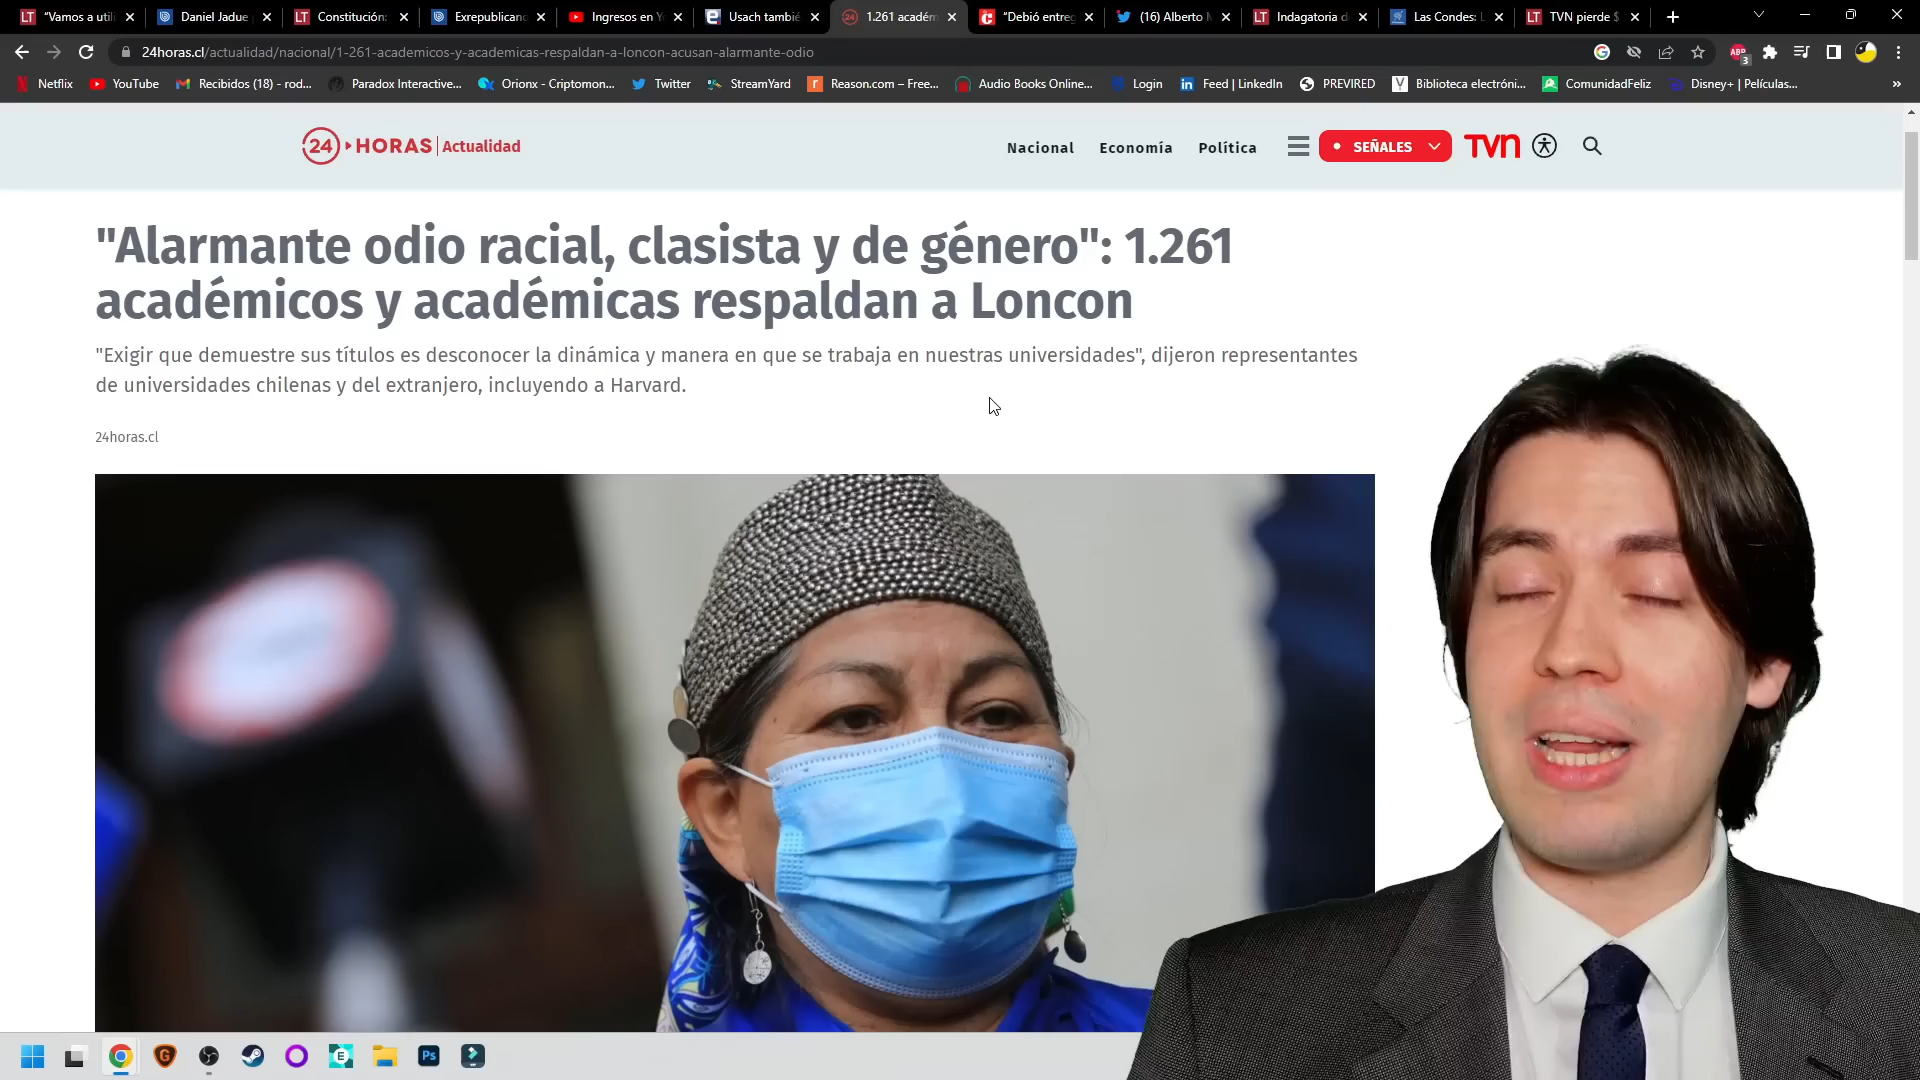 "Vamos a utili
Daniel Jadue
Constitución:
Exrepublicano
Ingresos en Y
Usach tambié
1.261 académ
"Debió entreg
(16) Alberto M
Indagatoria d
Las Condes: L
TVN pierde $
24horas.cl/actualidad/nacional/1-261-academicos-y-academicas-respaldan-a-loncon-acusan-alarmante-odio
ABP
3
Netflix
YouTube
Recibidos (18) - rod...
Paradox Interactive...
Orionx - Criptomon...
Twitter
StreamYard
Reason.com – Free...
Audio Books Online...
Login
Feed | LinkedIn
PREVIRED
Biblioteca electróni...
ComunidadFeliz
Disney+ | Películas...
»
24 HORAS | Actualidad
Nacional
Economía
Política
SEÑALES
TVN
"Alarmante odio racial, clasista y de género": 1.261
académicos y académicas respaldan a Loncon
"Exigir que demuestre sus títulos es desconocer la dinámica y manera en que se trabaja en nuestras universidades", dijeron representantes
de universidades chilenas y del extranjero, incluyendo a Harvard.
24horas.cl